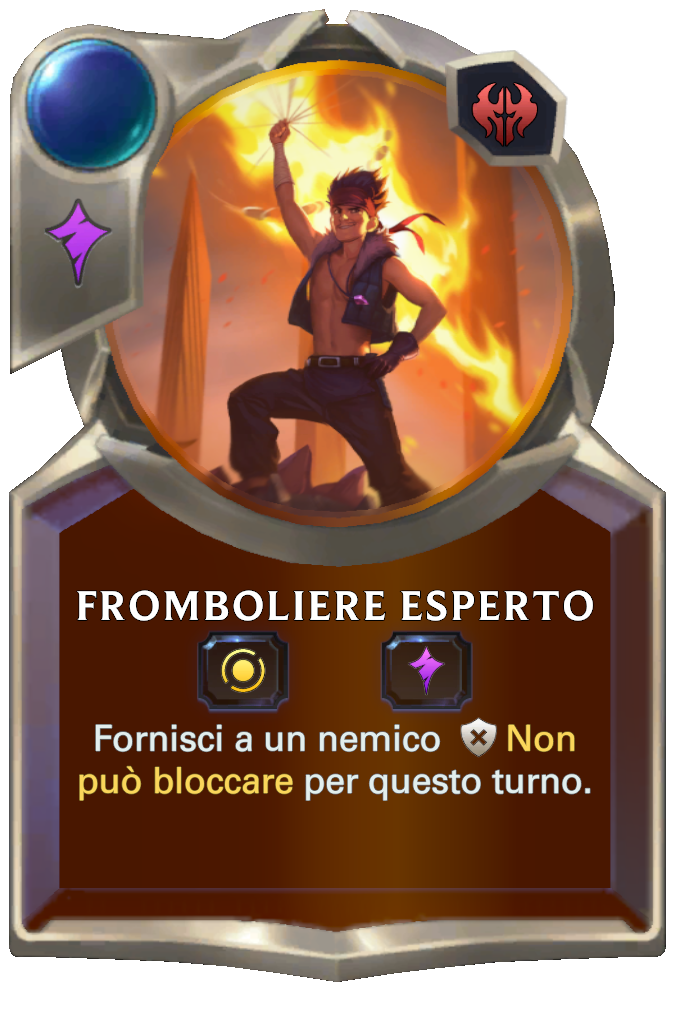 FROMBOLIERE ESPERTO
Fornisci a un nemico Non
può bloccare per questo turno.